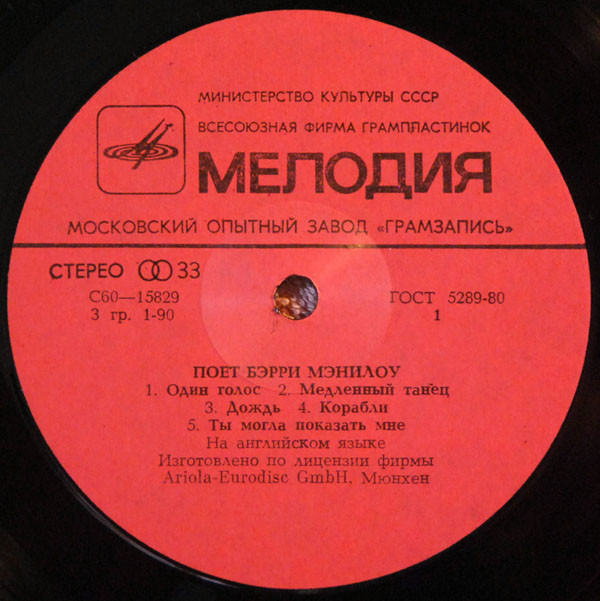 МИНИСТЕРСТВО КУЛЬТУРЫ СССР
ВСЕСОЮЗНАЯ ФИРМА ГРАМПЛАСТИНОК
МЕЛОДИЯ
МОСКОВСКИЙ ОПЫТНЫЙ ЗАВОД «ГРАМЗАПИСЬ»
СТЕРЕО 33
С60—15829
ГОСТ 5289-80
3 гр. 1-90
1
ПОЕТ БЭРРИ МЭНИЛОУ
1. Один голос 2. Медленный танец
3. Дождь 4. Корабли
5. Ты могла показать мне
На английском языке
Изготовлено по лицензии фирмы
Ariola-Eurodisc GmbH, Мюнхен